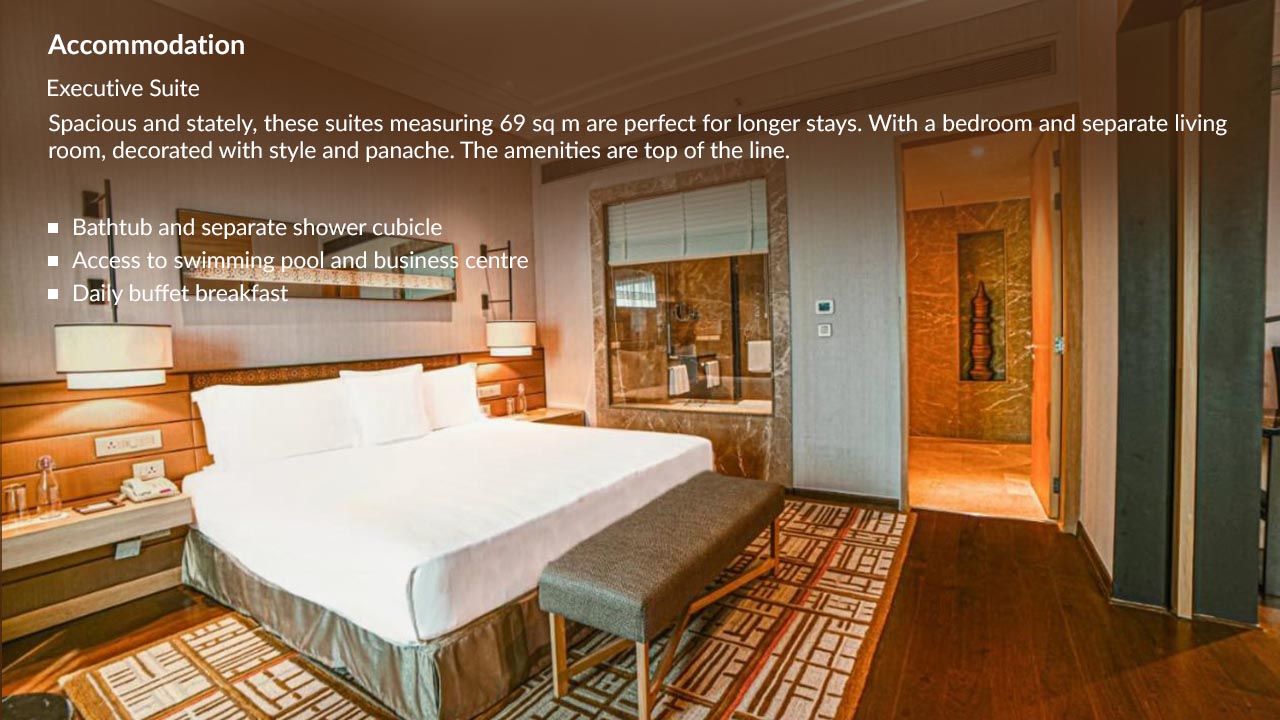 Accommodation
Executive Suite
Spacious and stately, these suites measuring 69 sq m are perfect for longer stays. With a bedroom and separate living
room, decorated with style and panache. The amenities are top of the line.
▪ Bathtub and separate shower cubicle
▪ Access to swimming pool and business centre
▪ Daily buffet breakfast